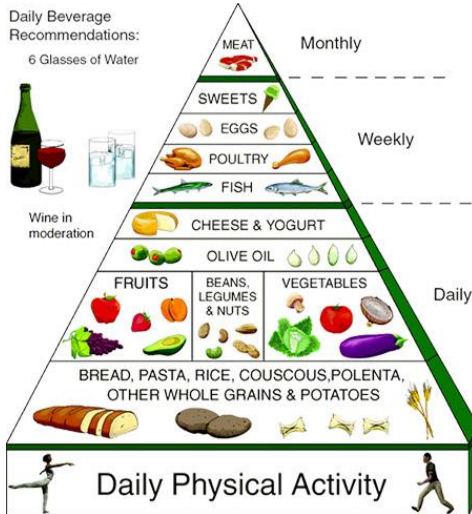 Daily Beverage
Recommendations:
6 Glasses of Water
Wine in
moderation
MEAT
Monthly
SWEETS
EGGS
POULTRY
FISH
Weekly
CHEESE & YOGURT
OLIVE OIL
FRUITS
BEANS,
LEGUMES
& NUTS
VEGETABLES
Daily
BREAD, PASTA, RICE, COUSCOUS,POLENTA,
OTHER WHOLE GRAINS & POTATOES
Daily Physical Activity